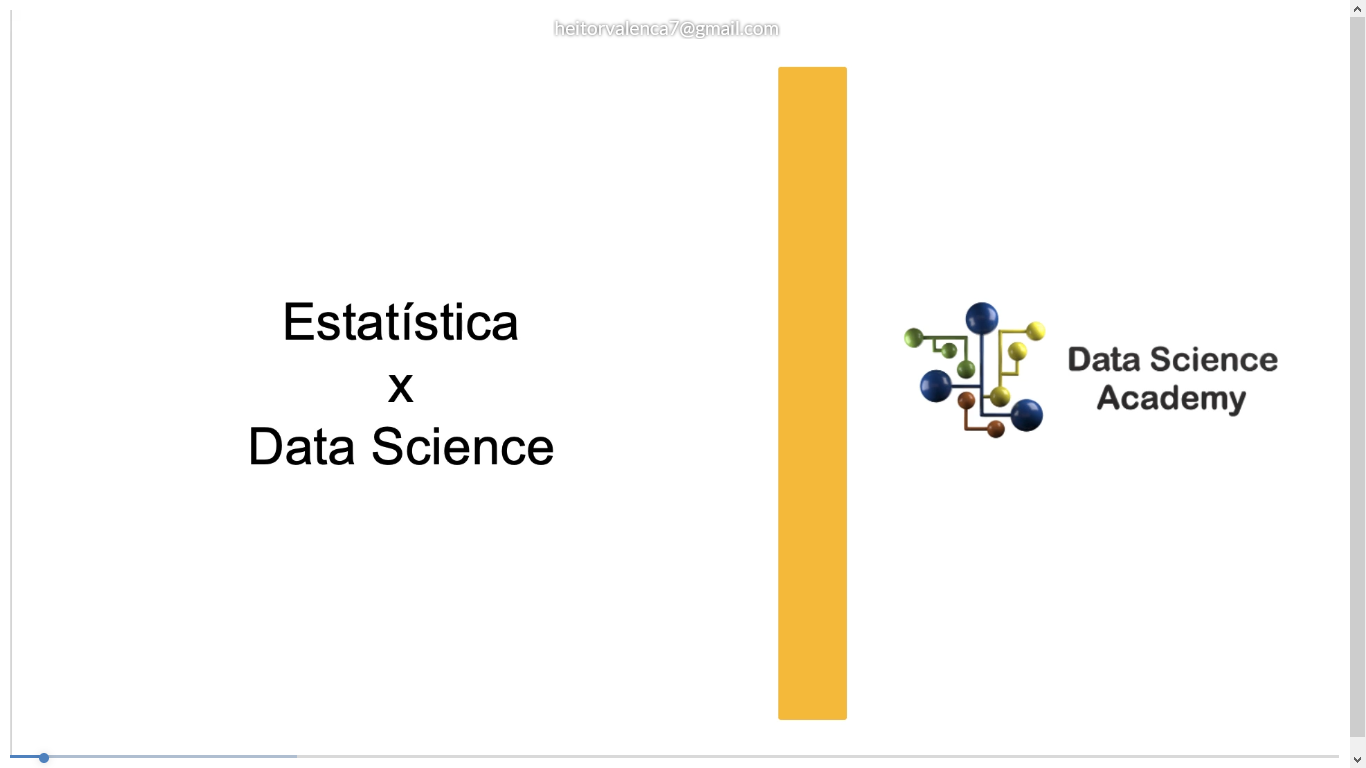 heitorvalenca7@gmail.com
Estatística
x
Data Science
Data Science
Academy